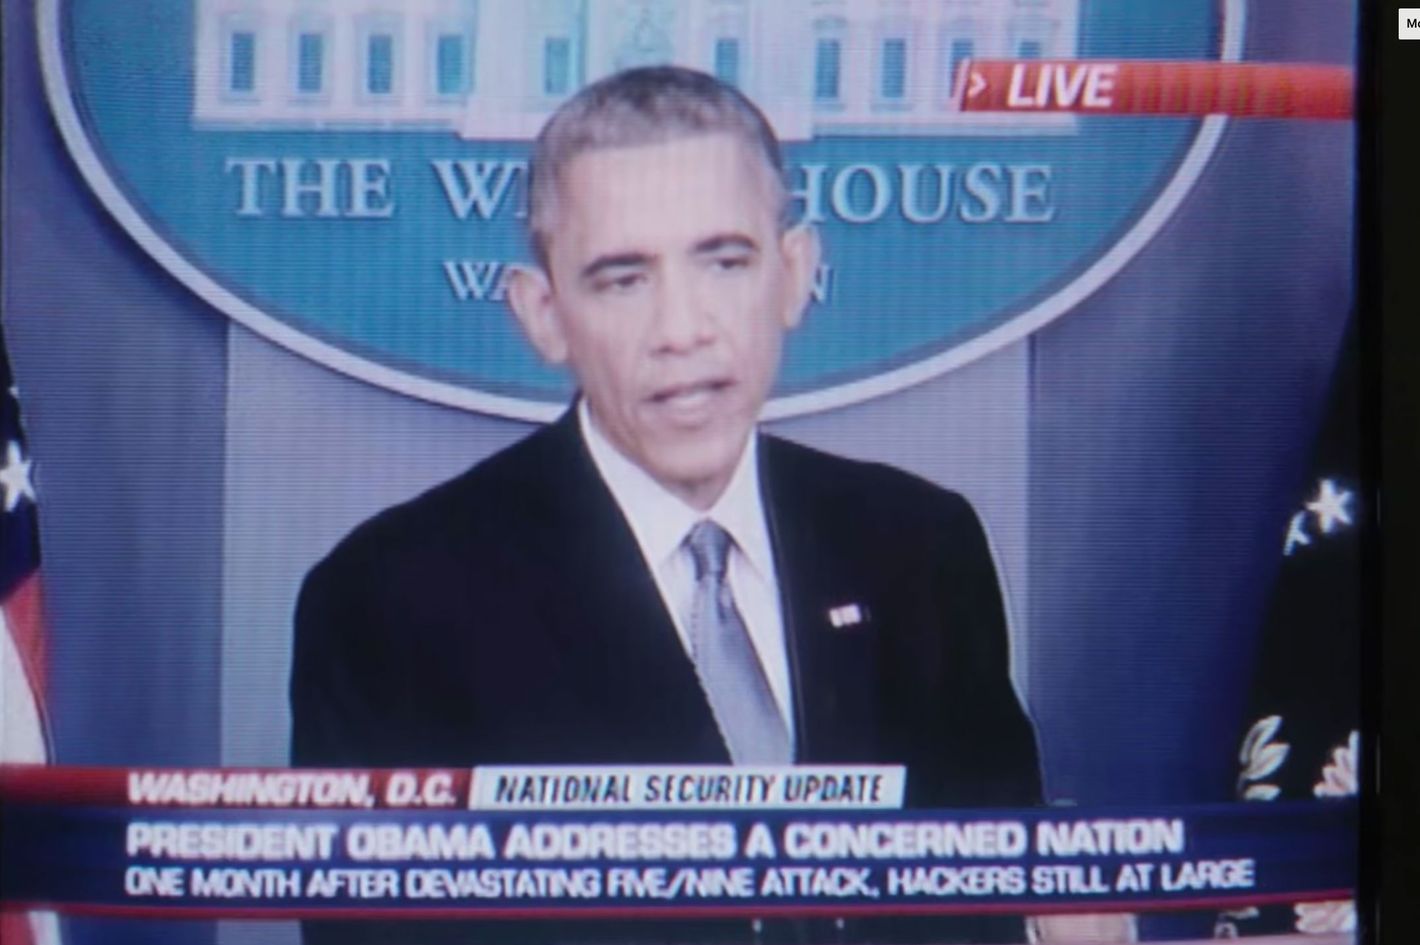 LIVE
THE W HOUSE
WA N
WASHINGTON, D.C. NATIONAL SECURITY UPDATE
PRESIDENT OBAMA ADDRESSES A CONCERNED NATION
ONE MONTH AFTER DEVASTATING FIVE/NINE ATTACK, HACKERS STILL AT LARGE